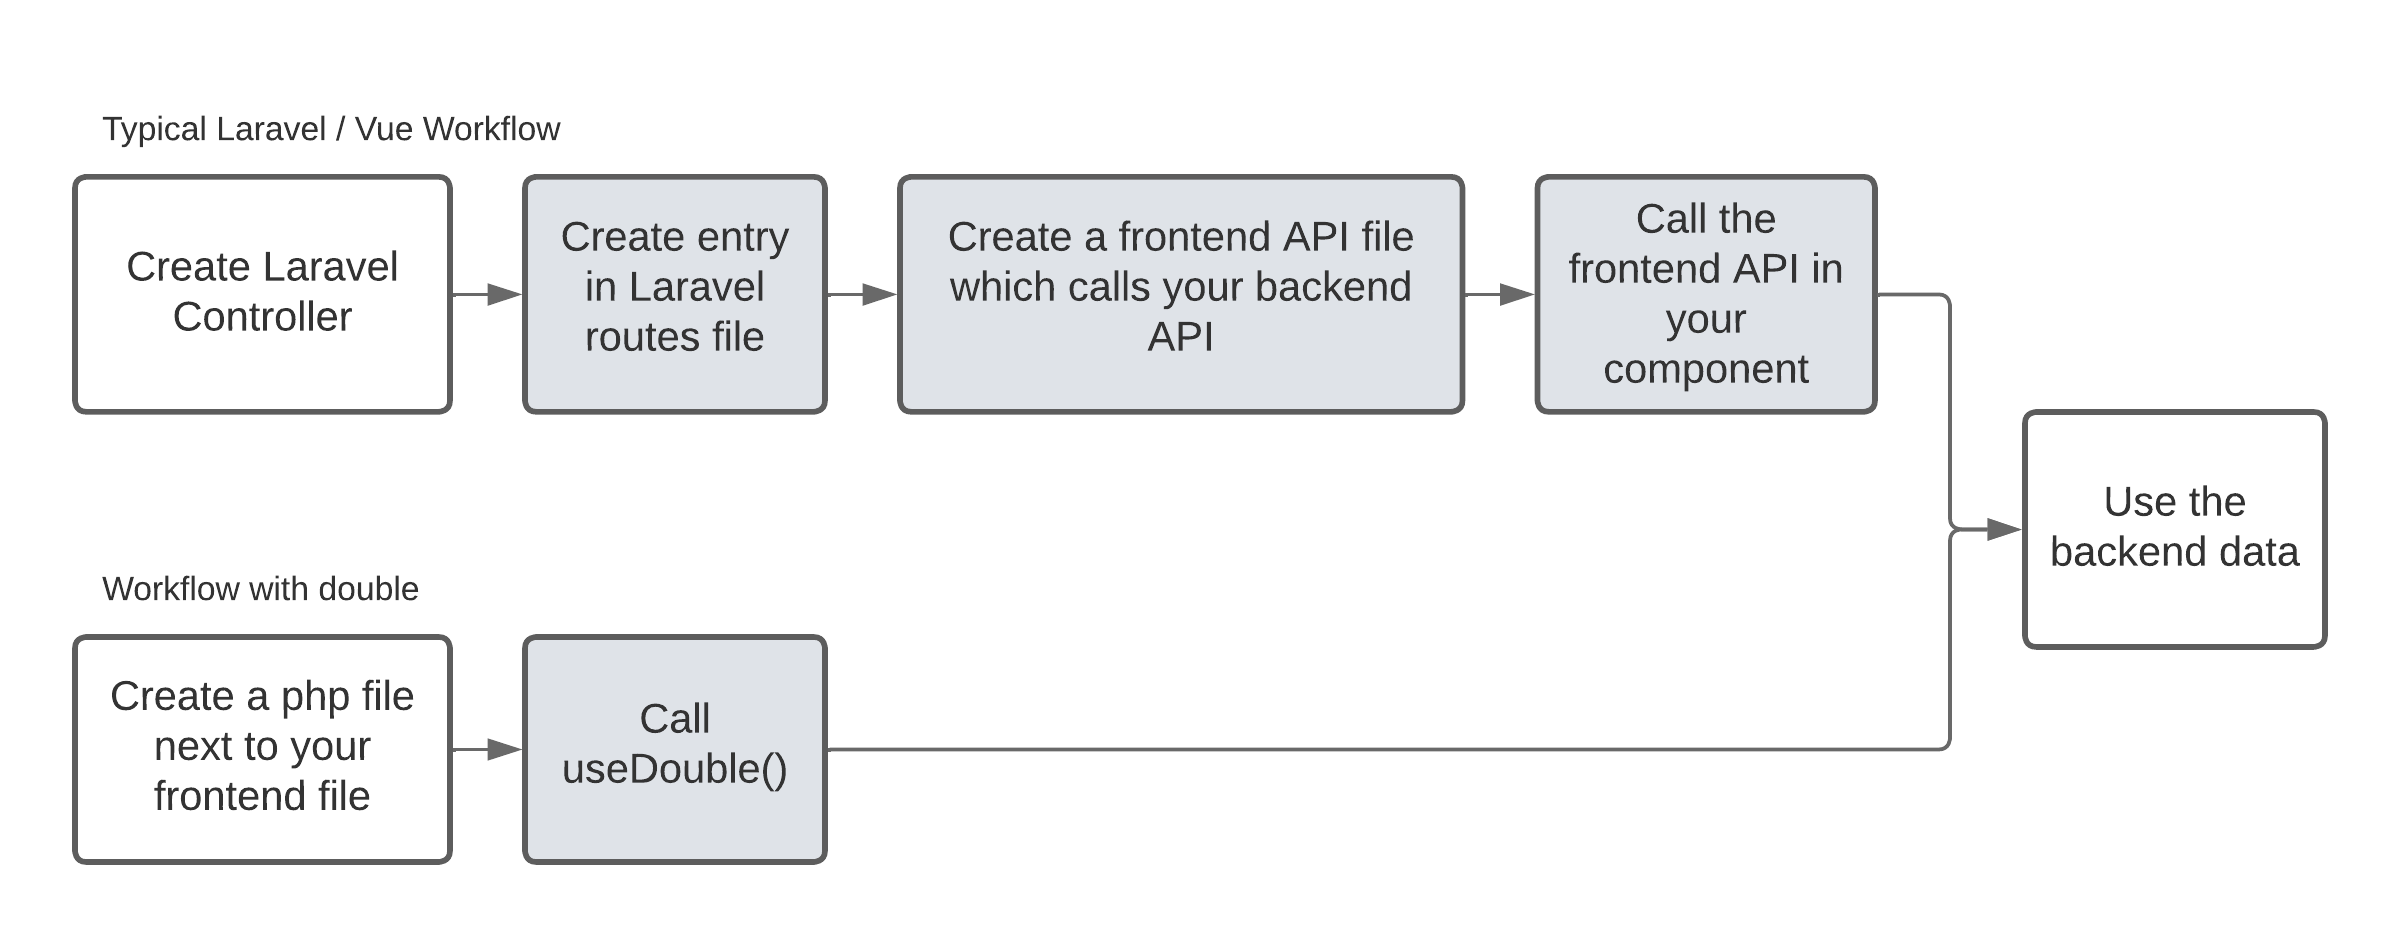 Typical Laravel / Vue Workflow
Create Laravel
Controller
Create entry
in Laravel
routes file
Create a frontend API file
which calls your backend
API
Call the
frontend API in
your
component
Use the
backend data
Workflow with double
Create a php file
next to your
frontend file
Call
useDouble()